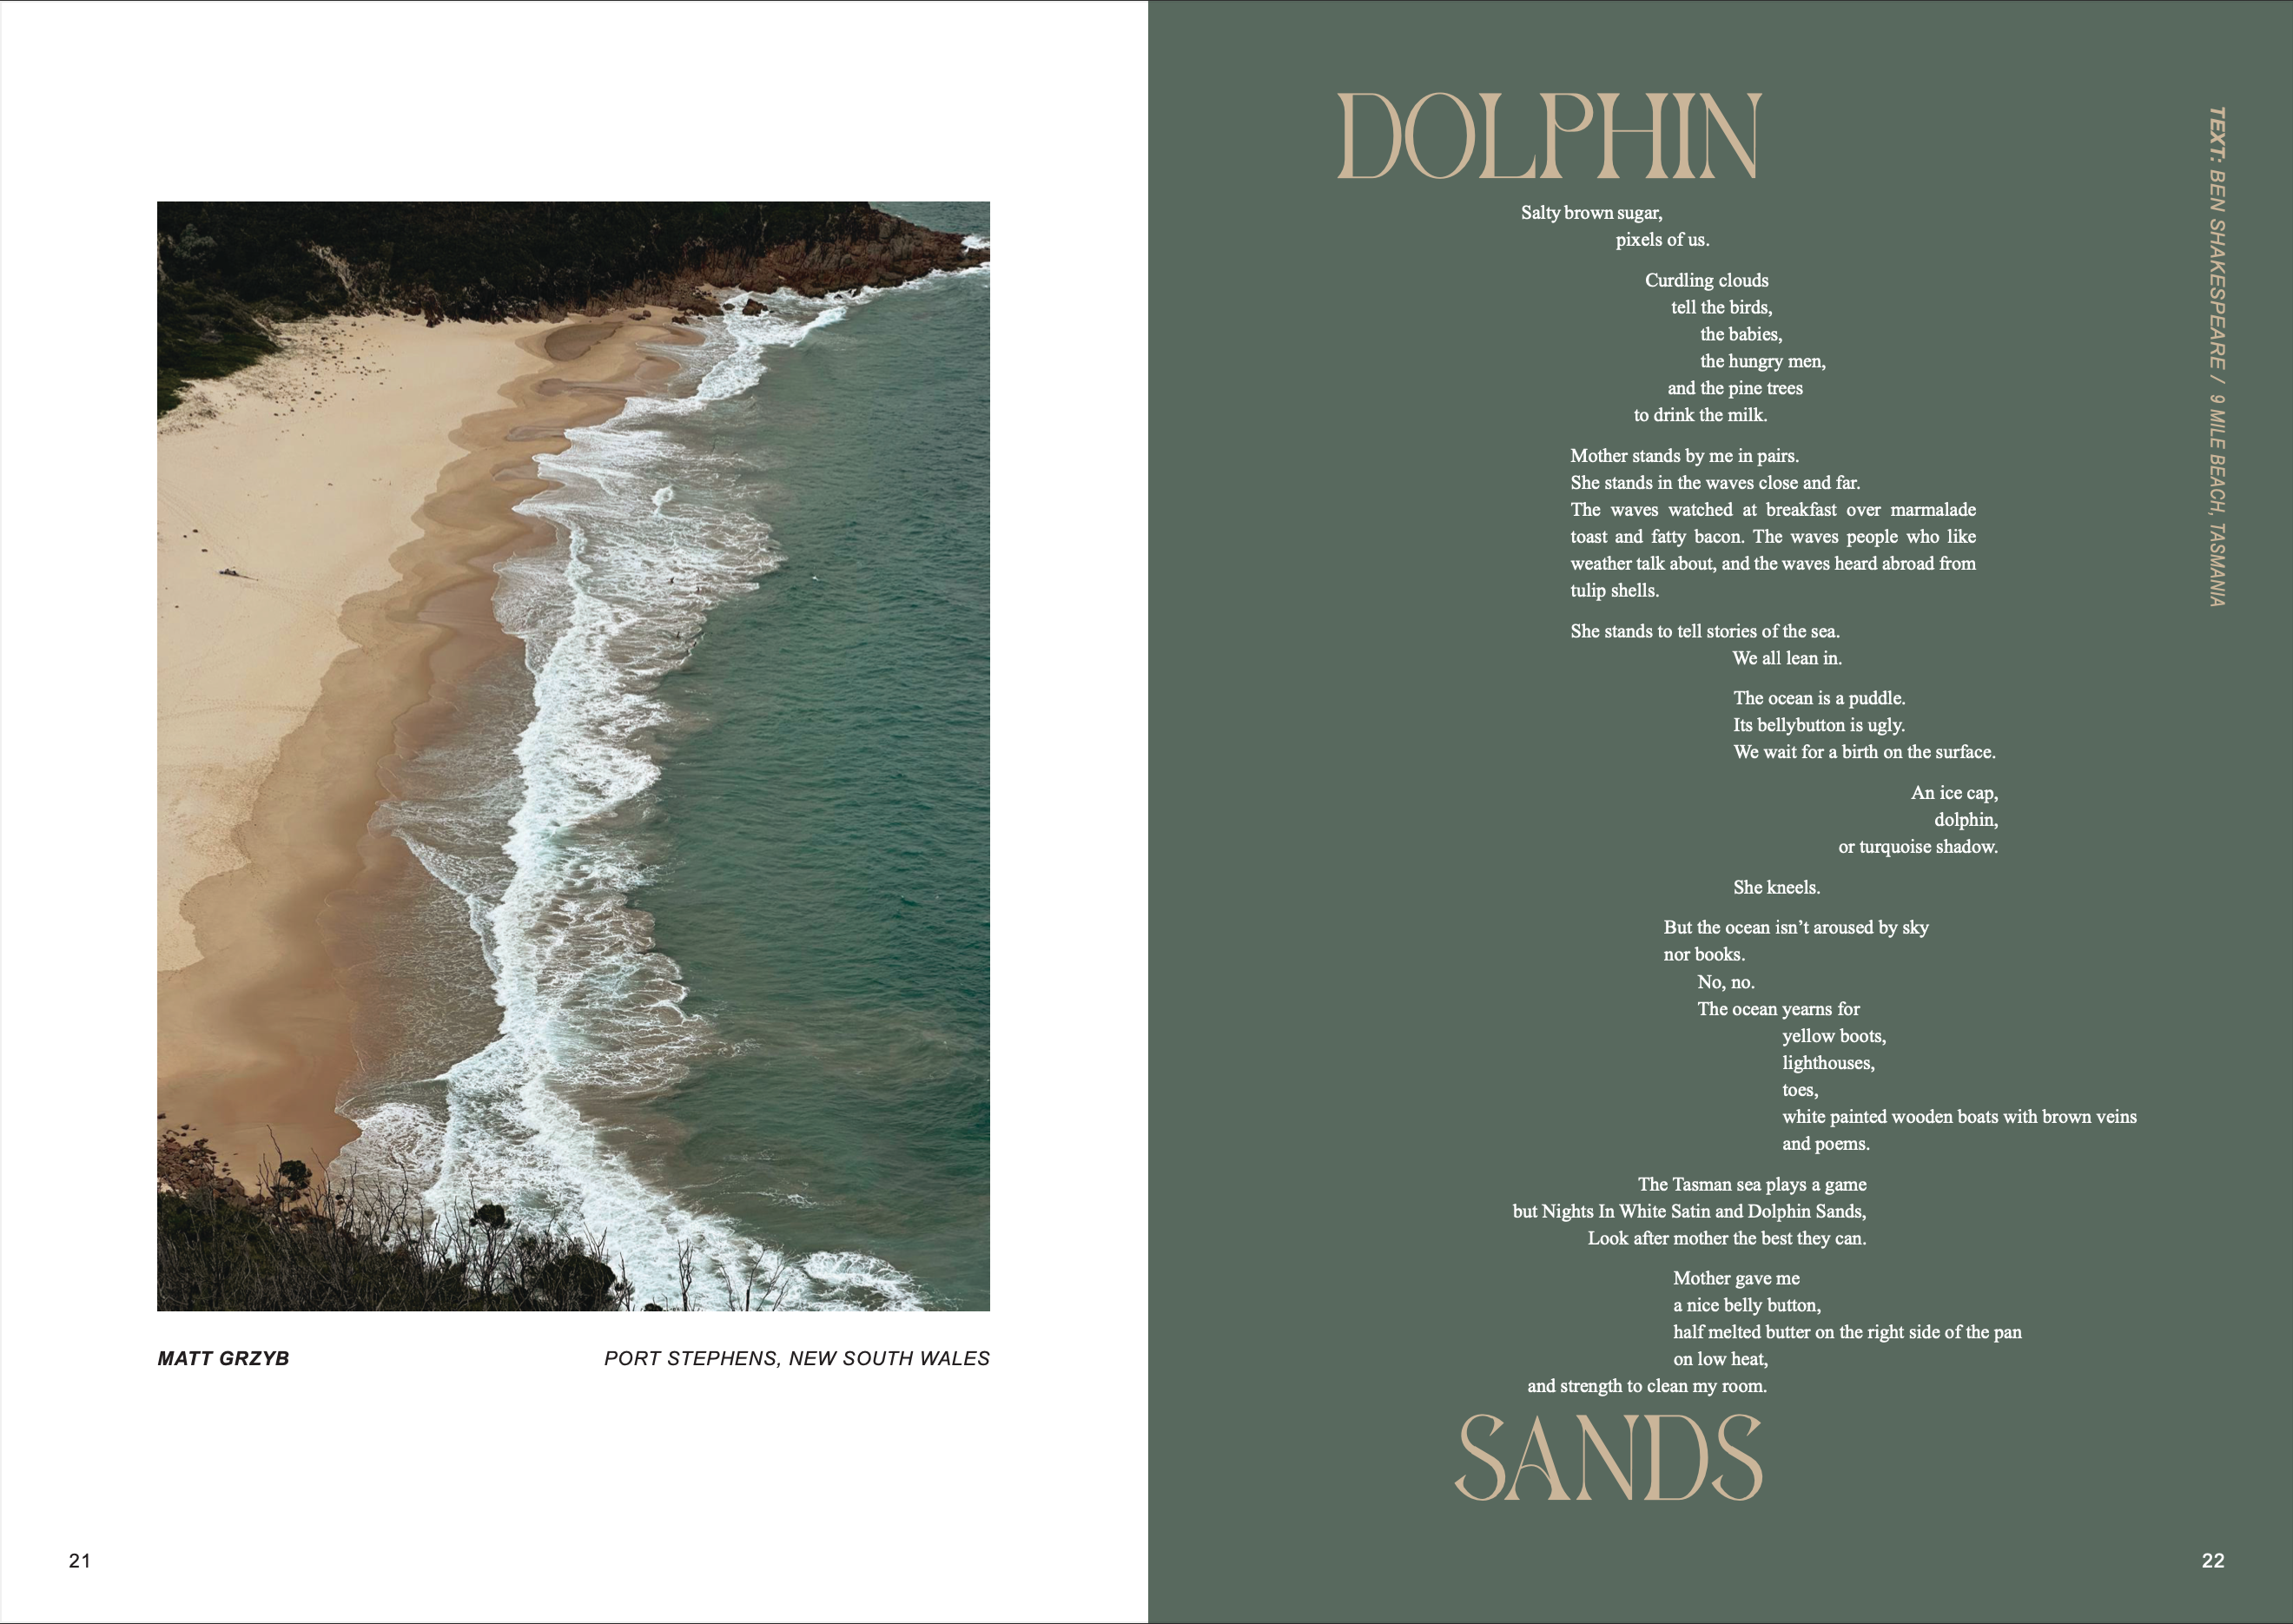 MATT GRZYB
PORT STEPHENS, NEW SOUTH WALES
21
DOLPHIN
Salty brown sugar,
pixels of us.
Curdling clouds
tell the birds,
the babies,
the hungry men,
and the pine trees
to drink the milk.
Mother stands by me in pairs.
She stands in the waves close and far.
The waves watched at breakfast over marmalade
toast and fatty bacon. The waves people who like
weather talk about, and the waves heard abroad from
tulip shells.
She stands to tell stories of the sea.
We all lean in.
The ocean is a puddle.
Its bellybutton is ugly.
We wait for a birth on the surface.
An ice cap,
dolphin,
or turquoise shadow.
She kneels.
But the ocean isn’t aroused by sky
nor books.
No, no.
The ocean yearns for
yellow boots,
lighthouses,
toes,
white painted wooden boats with brown veins
and poems.
The Tasman sea plays a game
but Nights In White Satin and Dolphin Sands,
Look after mother the best they can.
Mother gave me
a nice belly button,
half melted butter on the right side of the pan
on low heat,
and strength to clean my room.
SANDS
TEXT: BEN SHAKESPEARE / 9 MILE BEACH, TASMANIA
22